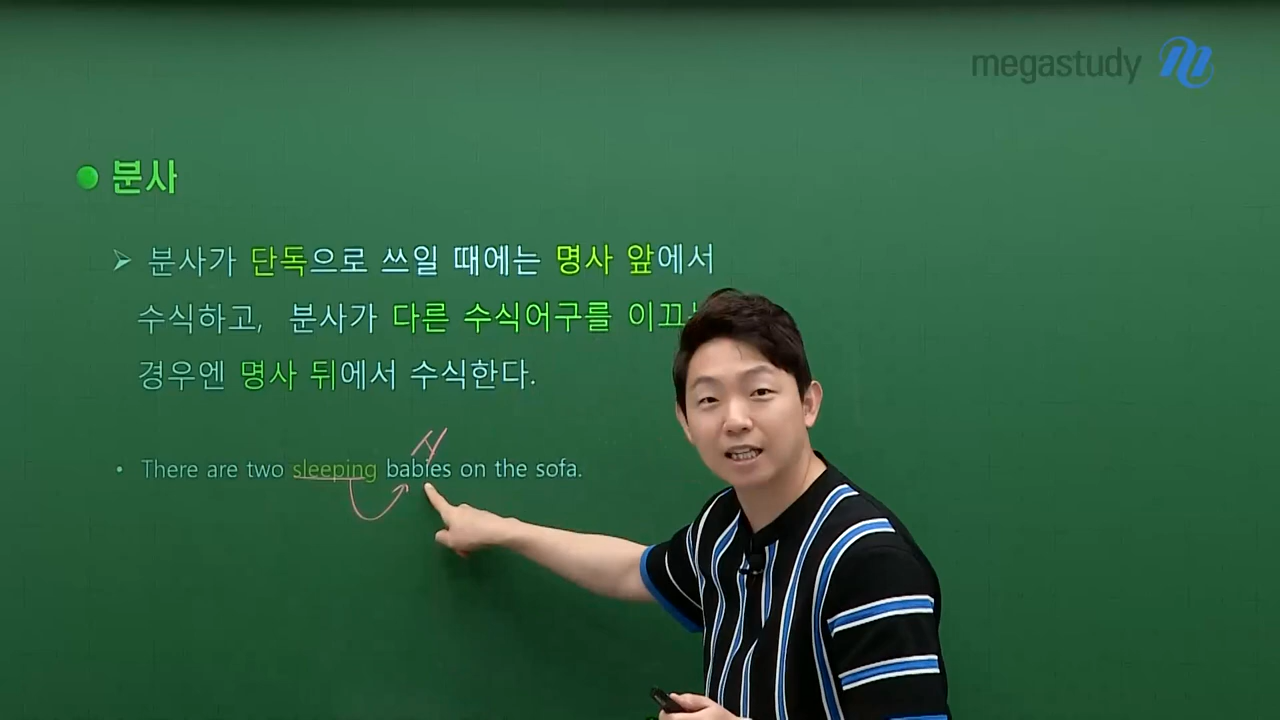 megastudy
분사
분사가 단독으로 쓰일 때에는 명사 앞에서
수식하고, 분사가 다른 수식어구를
경우엔 명사 뒤에서 수식한다.
N
• There are two sleeping babies on the sofa.